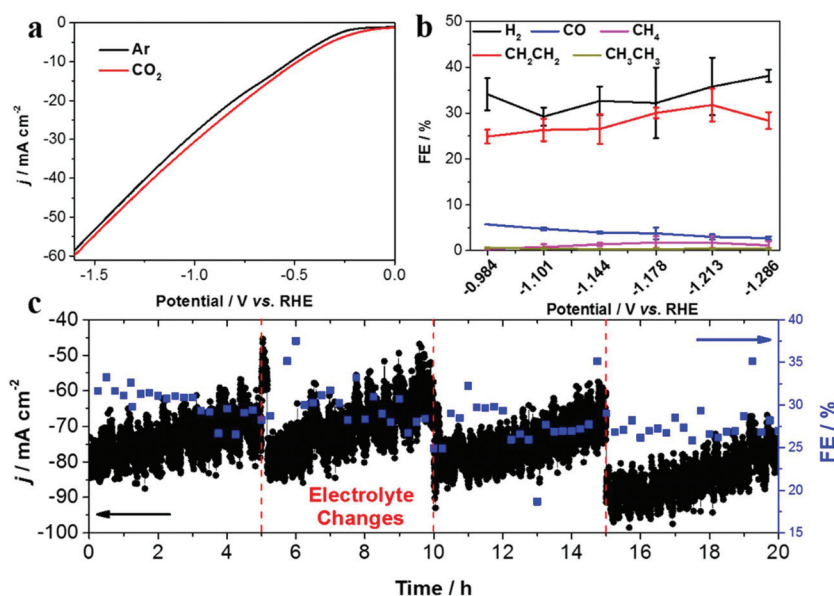 a
Ar
CO2
j / mA cm-2
0
-10
-20
-30
-40
-50
-60
-1.5
-1.0
-0.5
0.0
Potential / V vs. RHE
b
H2
CO
CH4
CH2CH2
CH3CH3
FE / %
50
40
30
20
10
0
-0.984
-1.101
-1.144
-1.178
-1.213
-1.286
Potential / V vs. RHE
c
j / mA cm-2
-40
-50
-60
-70
-80
-90
-100
Electrolyte
Changes
40
35
30
25
20
15
FE / %
0
2
4
6
8
10
12
14
16
18
20
Time / h